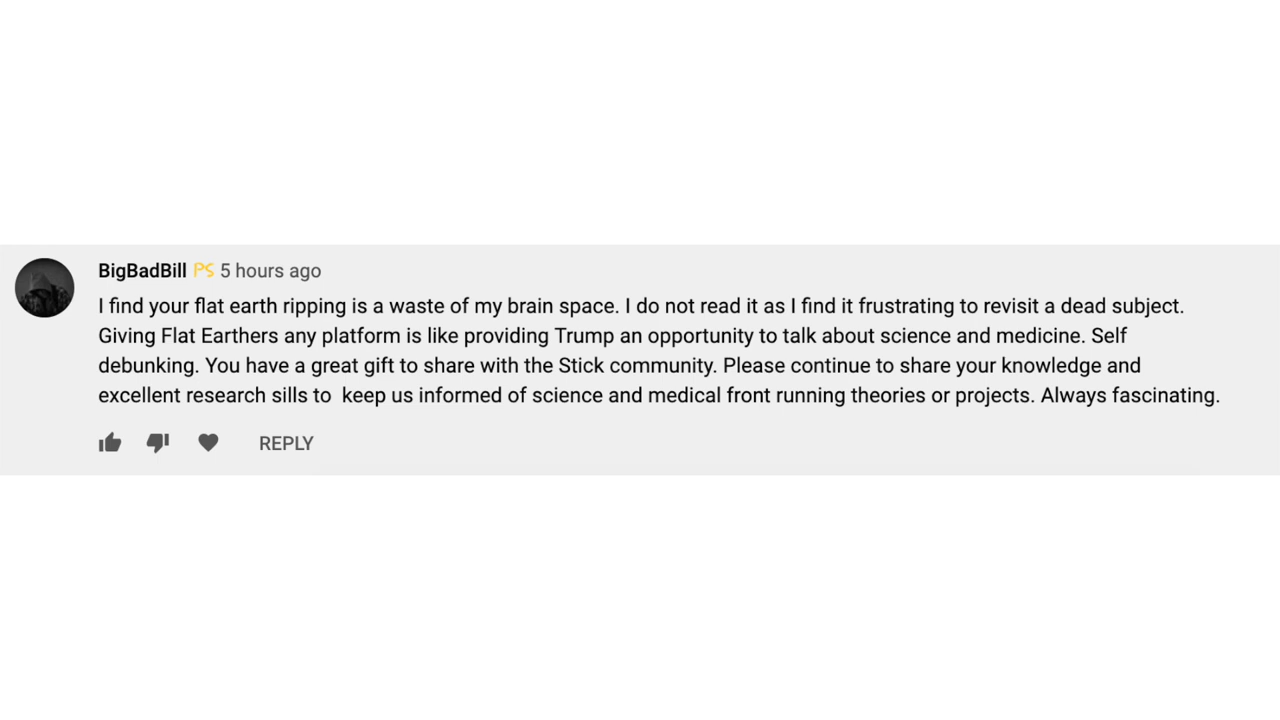 BigBadBill PS 5 hours ago
I find your flat earth ripping is a waste of my brain space. I do not read it as I find it frustrating to revisit a dead subject.
Giving Flat Earthers any platform is like providing Trump an opportunity to talk about science and medicine. Self
debunking. You have a great gift to share with the Stick community. Please continue to share your knowledge and
excellent research sills to  keep us informed of science and medical front running theories or projects. Always fascinating.
REPLY